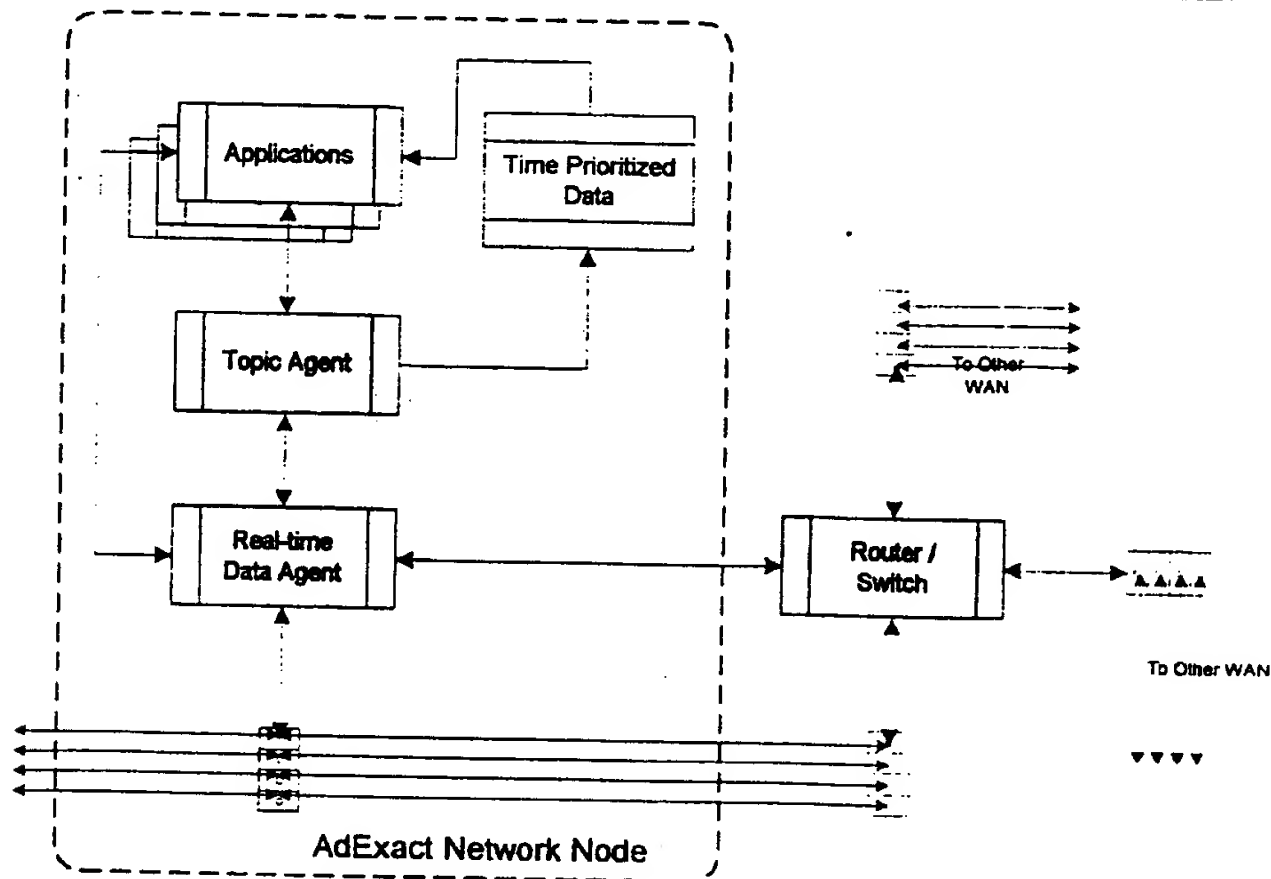 Applications
Time Prioritized
Data
Topic Agent
To Other
WAN
Real-time
Data Agent
Router /
Switch
To Other WAN
AdExact Network Node